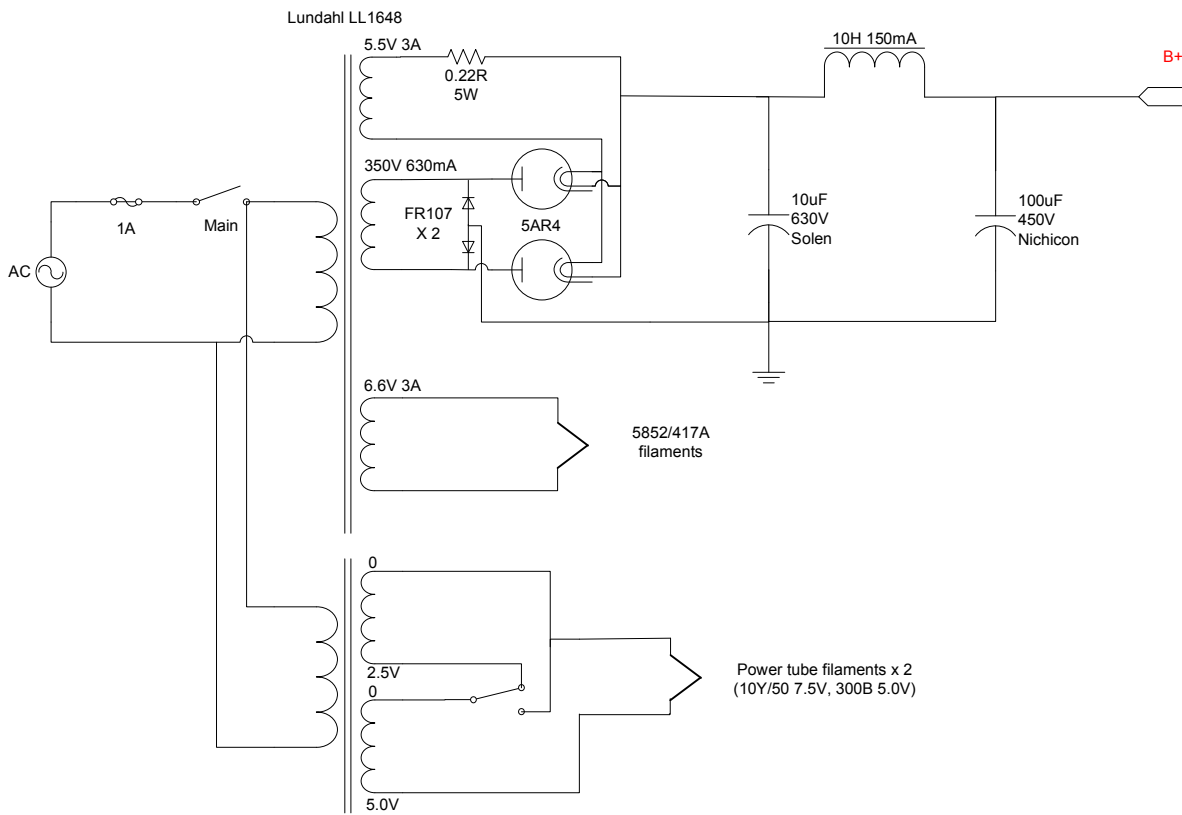 Lundahl LL1648
5.5V 3A
0.22R
5W
10H 150mA
B+
350V 630mA
FR107
X 2
5AR4
10uF
630V
Solen
100uF
450V
Nichicon
1A
Main
AC
6.6V 3A
5852/417A
filaments
0
2.5V
0
5.0V
Power tube filaments x 2
(10Y/50 7.5V, 300B 5.0V)